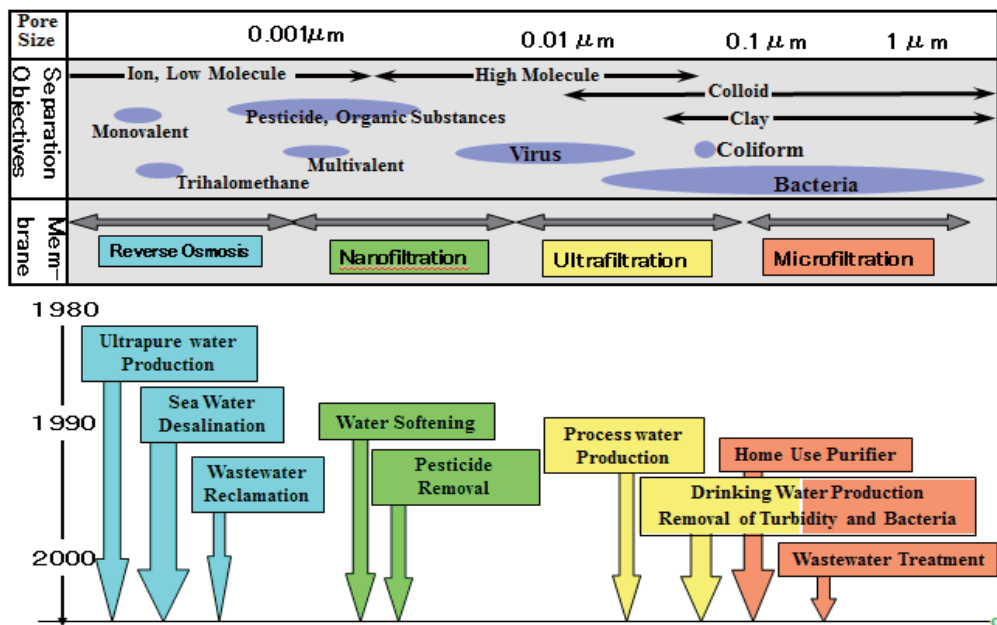 Pore
Size
0.001μm
0.01 μm
0.1 μm
1 μm
Separation
Objectives
Ion, Low Molecule
High Molecule
Colloid
Clay
Pesticide, Organic Substances
Monovalent
Multivalent
Virus
Coliform
Trihalomethane
Bacteria
Mem-
brane
Reverse Osmosis
Nanofiltration
Ultrafiltration
Microfiltration
1980
Ultrapure water
Production
Sea Water
Desalination
1990
Water Softening
Process water
Production
Home Use Purifier
Wastewater
Reclamation
Pesticide
Removal
Drinking Water Production
Removal of Turbidity and Bacteria
2000
Wastewater Treatment